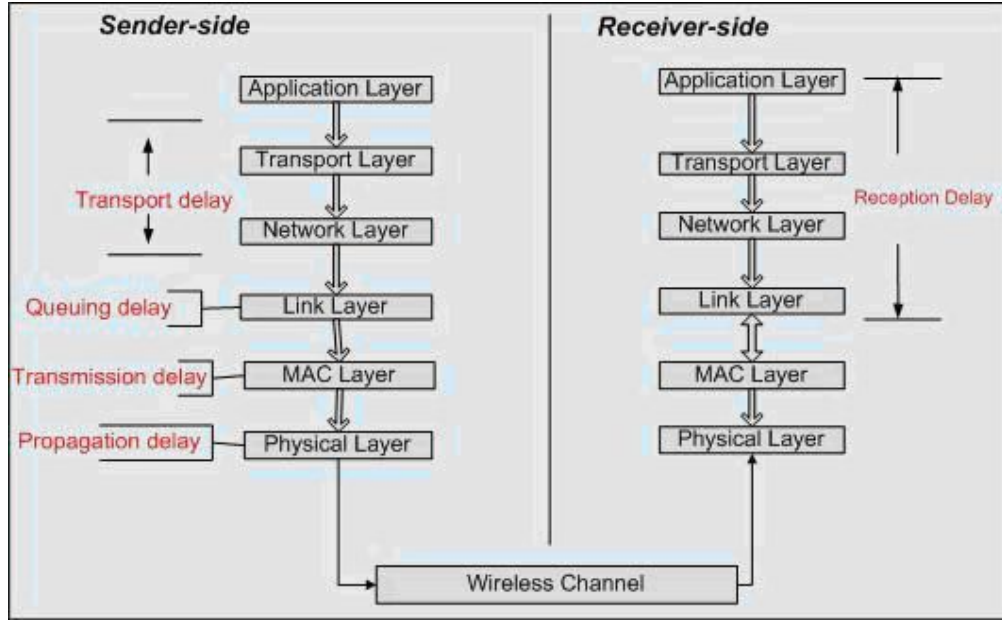 Sender-side
Receiver-side
Application Layer
Transport Layer
Transport delay
Network Layer
Queuing delay
Link Layer
Transmission delay
MAC Layer
Propagation delay
Physical Layer
Application Layer
Transport Layer
Reception Delay
Network Layer
Link Layer
MAC Layer
Physical Layer
Wireless Channel